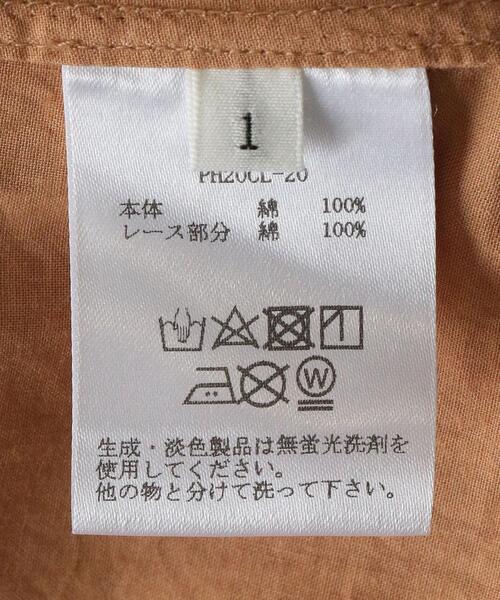 1
PH20CL-20
本体 綿 100%
レース部分 綿 100%
W
生成・淡色製品は無蛍光洗剤を
使用してください。
他の物と分けて洗って下さい。